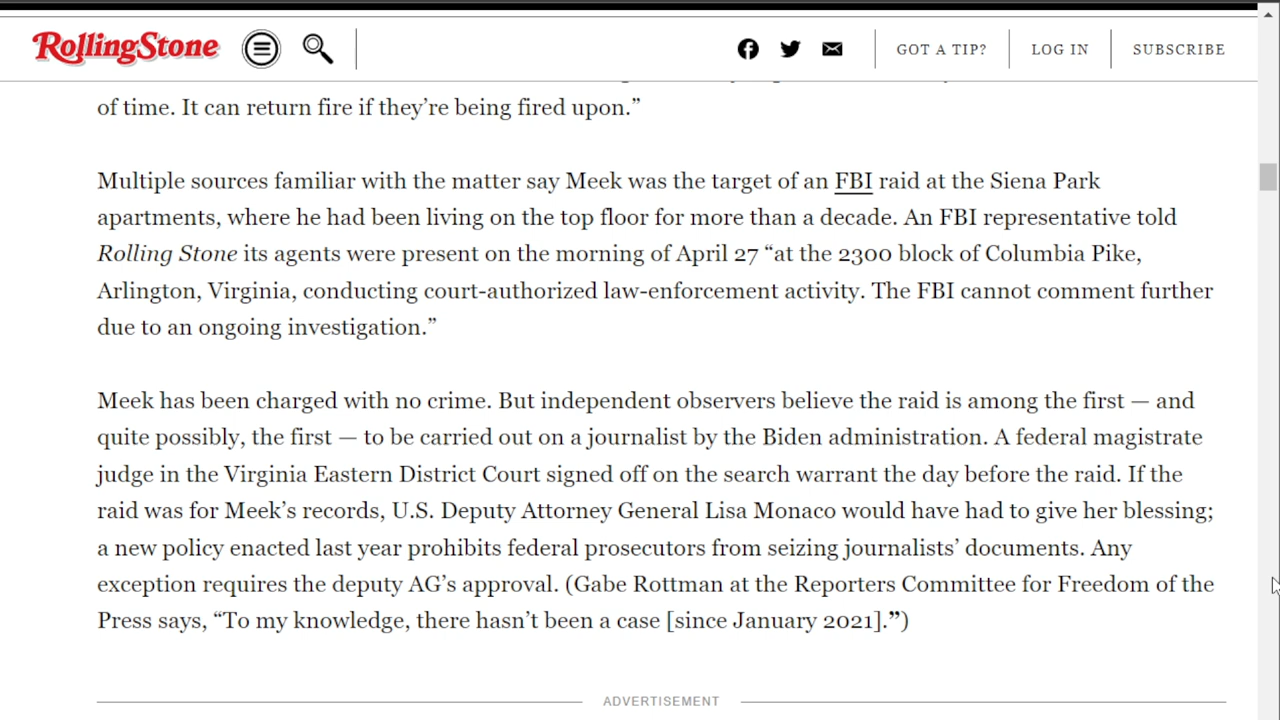 RollingStone
GOT A TIP?
LOG IN
SUBSCRIBE
of time. It can return fire if they’re being fired upon.”
Multiple sources familiar with the matter say Meek was the target of an FBI raid at the Siena Park
apartments, where he had been living on the top floor for more than a decade. An FBI representative told
Rolling Stone its agents were present on the morning of April 27 “at the 2300 block of Columbia Pike,
Arlington, Virginia, conducting court-authorized law-enforcement activity. The FBI cannot comment further
due to an ongoing investigation.”
Meek has been charged with no crime. But independent observers believe the raid is among the first — and
quite possibly, the first — to be carried out on a journalist by the Biden administration. A federal magistrate
judge in the Virginia Eastern District Court signed off on the search warrant the day before the raid. If the
raid was for Meek’s records, U.S. Deputy Attorney General Lisa Monaco would have had to give her blessing;
a new policy enacted last year prohibits federal prosecutors from seizing journalists’ documents. Any
exception requires the deputy AG’s approval. (Gabe Rottman at the Reporters Committee for Freedom of the
Press says, “To my knowledge, there hasn’t been a case [since January 2021].”)
ADVERTISEMENT